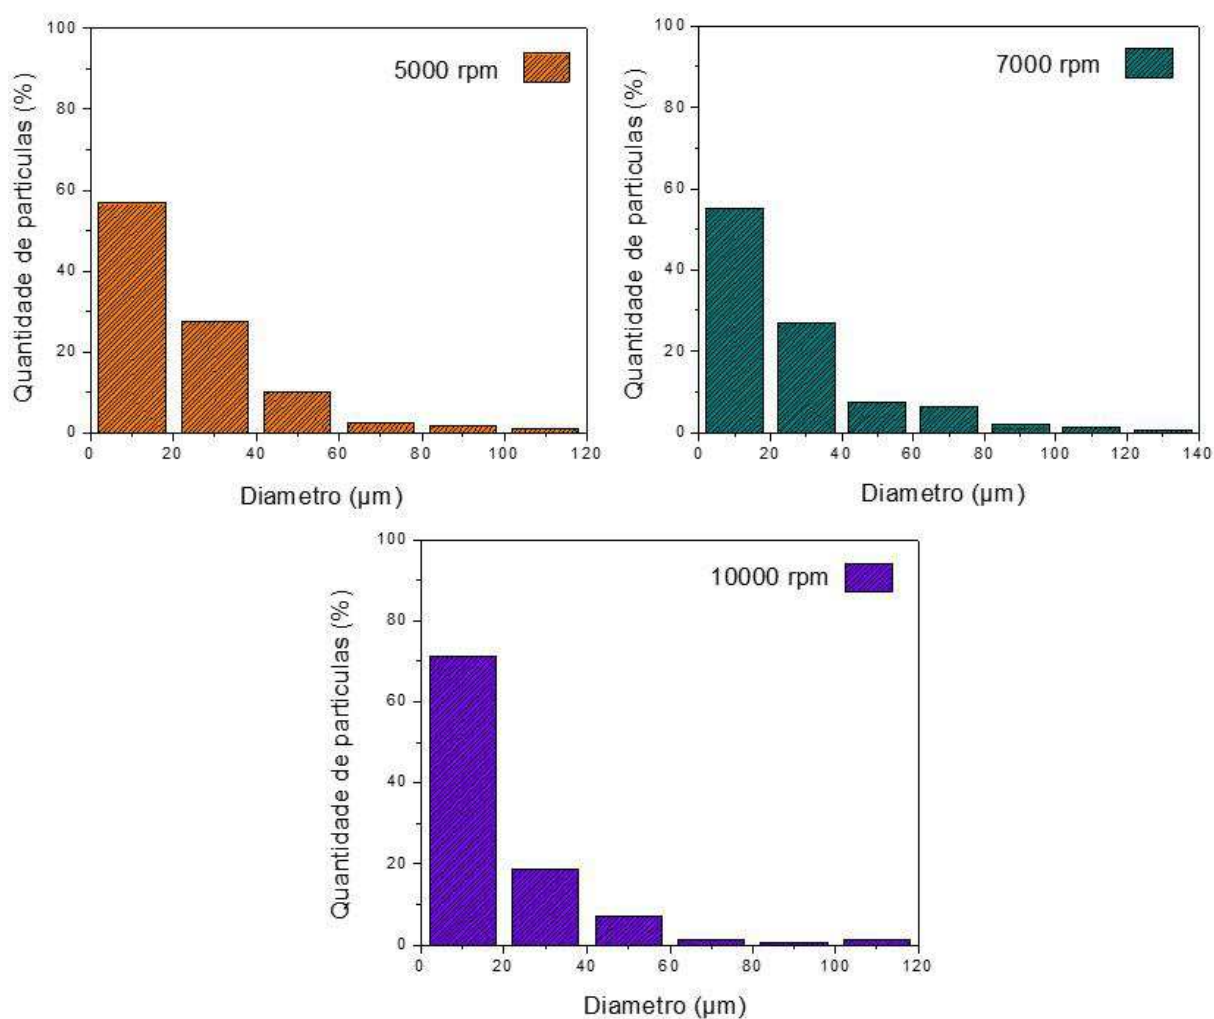 5000 rpm
Quantidade de particulas (%)
100
80
60
40
20
0
0 20 40 60 80 100 120
Diametro (µm)
7000 rpm
Quantidade de particulas (%)
100
80
60
40
20
0
0 20 40 60 80 100 120 140
Diametro (µm)
10000 rpm
Quantidade de particulas (%)
100
80
60
40
20
0
0 20 40 60 80 100 120
Diametro (µm)